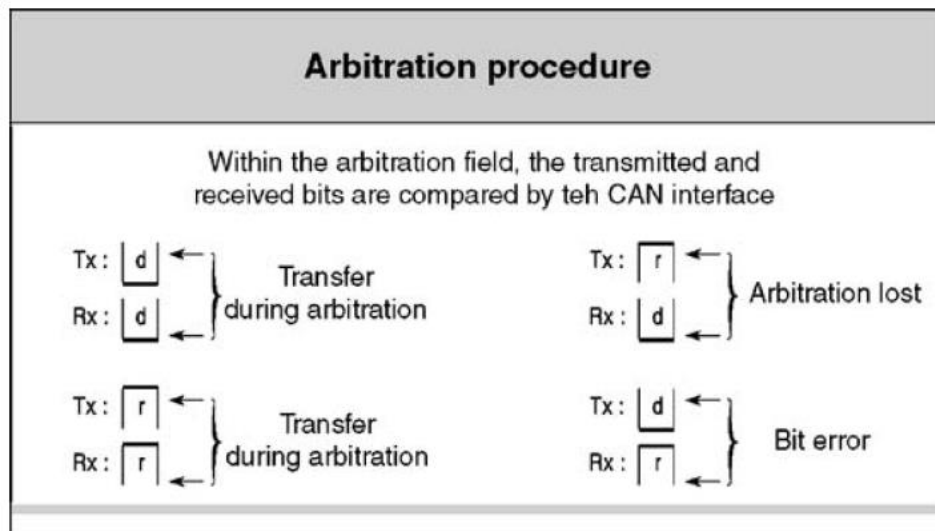 Arbitration procedure
Within the arbitration field, the transmitted and
received bits are compared by teh CAN interface
Tx: d
Rx: d
Transfer
during arbitration
Tx: r
Rx: d
Arbitration lost
Tx: r
Rx: r
Transfer
during arbitration
Tx: d
Rx: r
Bit error